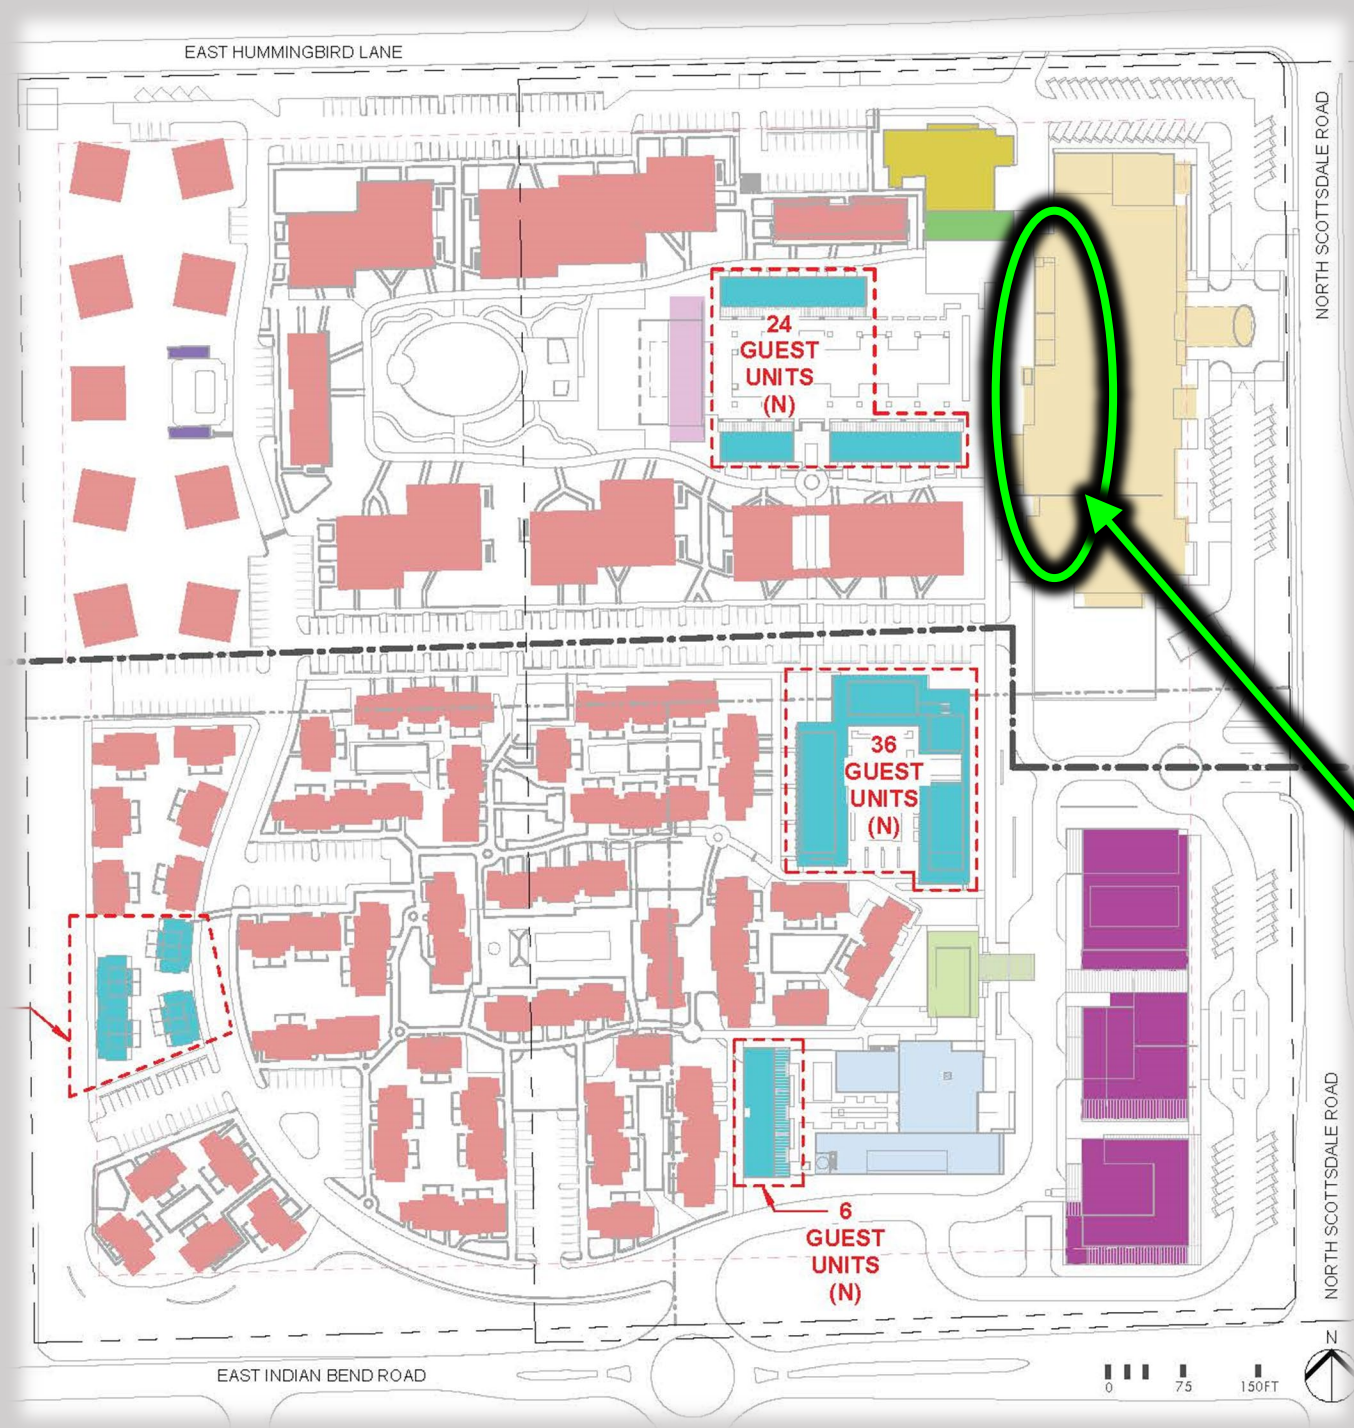 EAST HUMMINGBIRD LANE
NORTH SCOTTSDALE ROAD
24
GUEST
UNITS
(N)
36
GUEST
UNITS
(N)
6
GUEST
UNITS
(N)
NORTH SCOTTSDALE ROAD
EAST INDIAN BEND ROAD
N
0 75 150FT